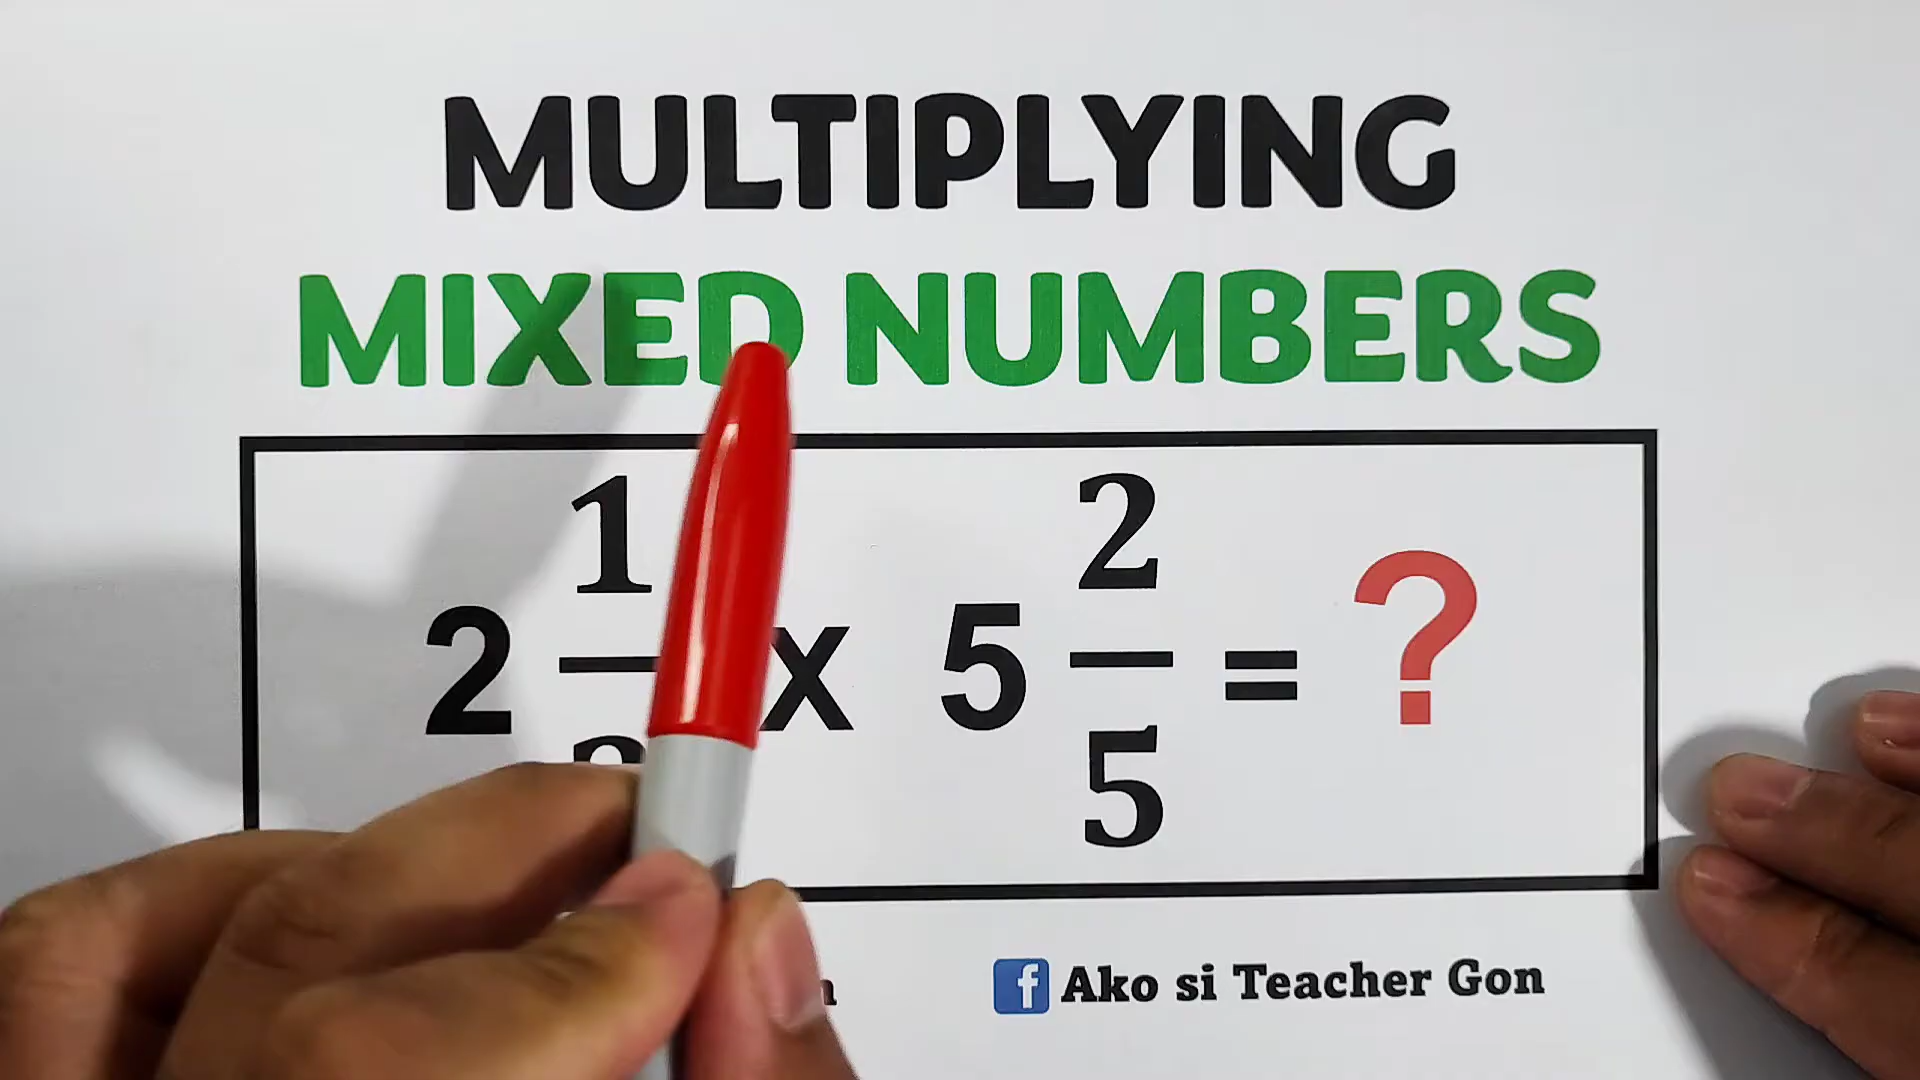 MULTIPLYING
MIXED NUMBERS
2 1/ x 5 2/5 = ?
Ako si Teacher Gon